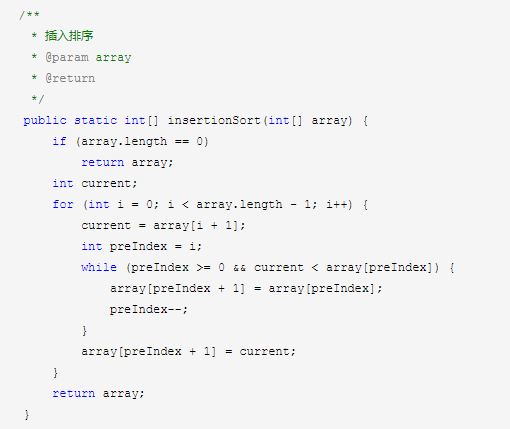 /**
 * 插入排序
 * @param array
 * @return
 */
public static int[] insertionSort(int[] array) {
    if (array.length == 0)
        return array;
    int current;
    for (int i = 0; i < array.length - 1; i++) {
        current = array[i + 1];
        int preIndex = i;
        while (preIndex >= 0 && current < array[preIndex]) {
            array[preIndex + 1] = array[preIndex];
            preIndex--;
        }
        array[preIndex + 1] = current;
    }
    return array;
}